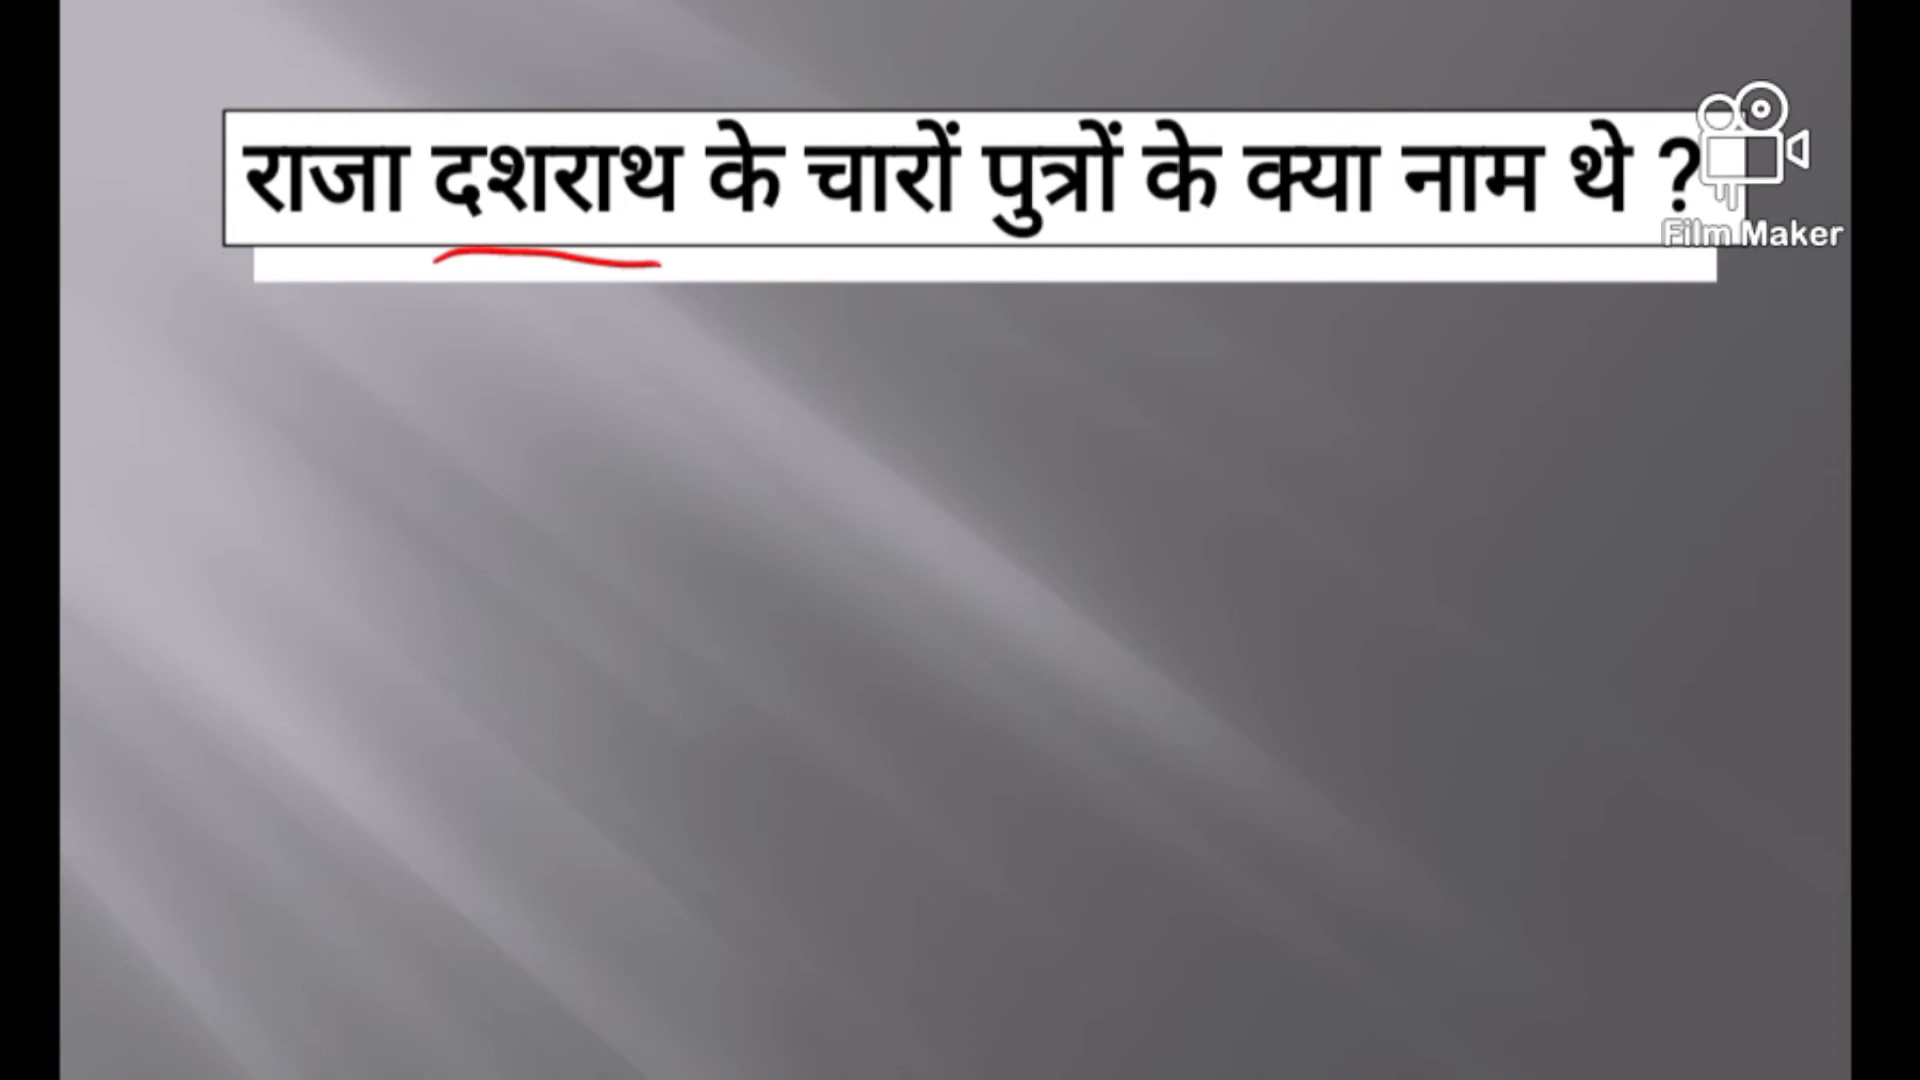 राजा दशराथ के चारों पुत्रों के क्या नाम थे ?
Film Maker